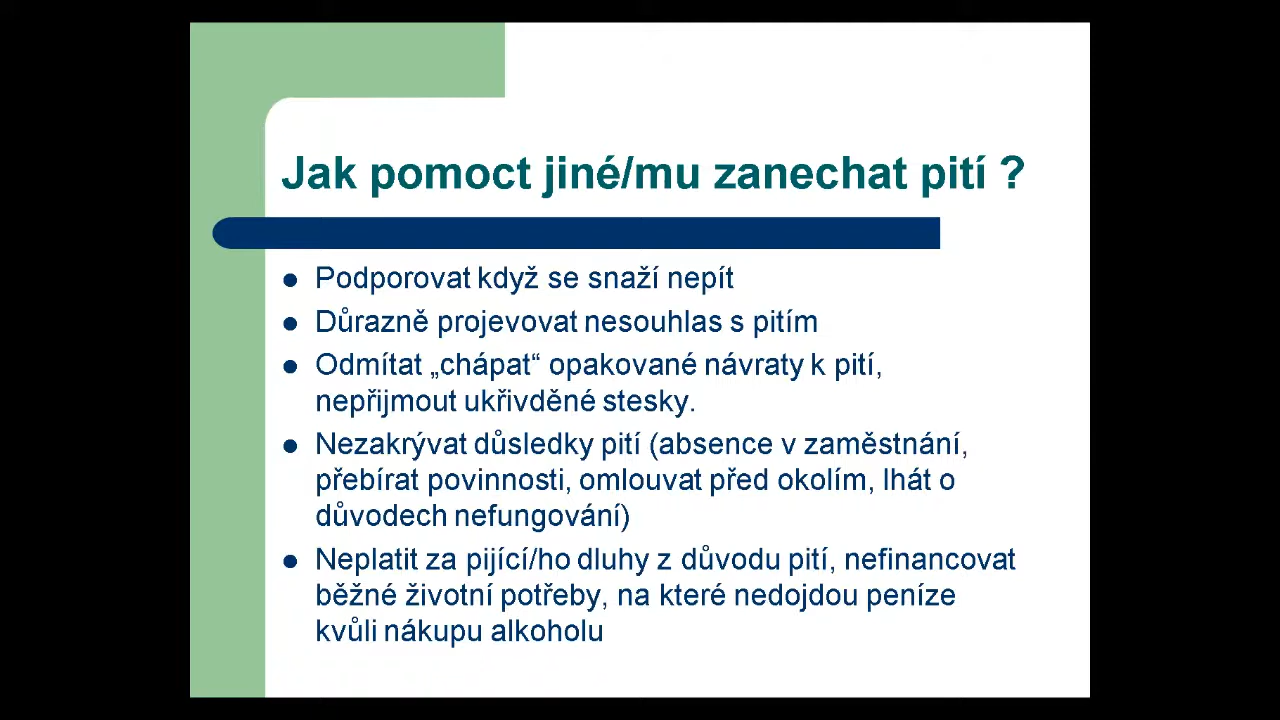 Jak pomoct jiné/mu zanechat pití ?
Podporovat když se snaží nepít
Důrazně projevovat nesouhlas s pitím
Odmítat „chápat“ opakované návraty k pití,
nepřijmout ukřivděné stesky.
Nezakrývat důsledky pití (absence v zaměstnání,
přebírat povinnosti, omlouvat před okolím, lhát o
důvodech nefungování)
Neplatit za pijící/ho dluhy z důvodu pití, nefinancovat
běžné životní potřeby, na které nedojdou peníze
kvůli nákupu alkoholu